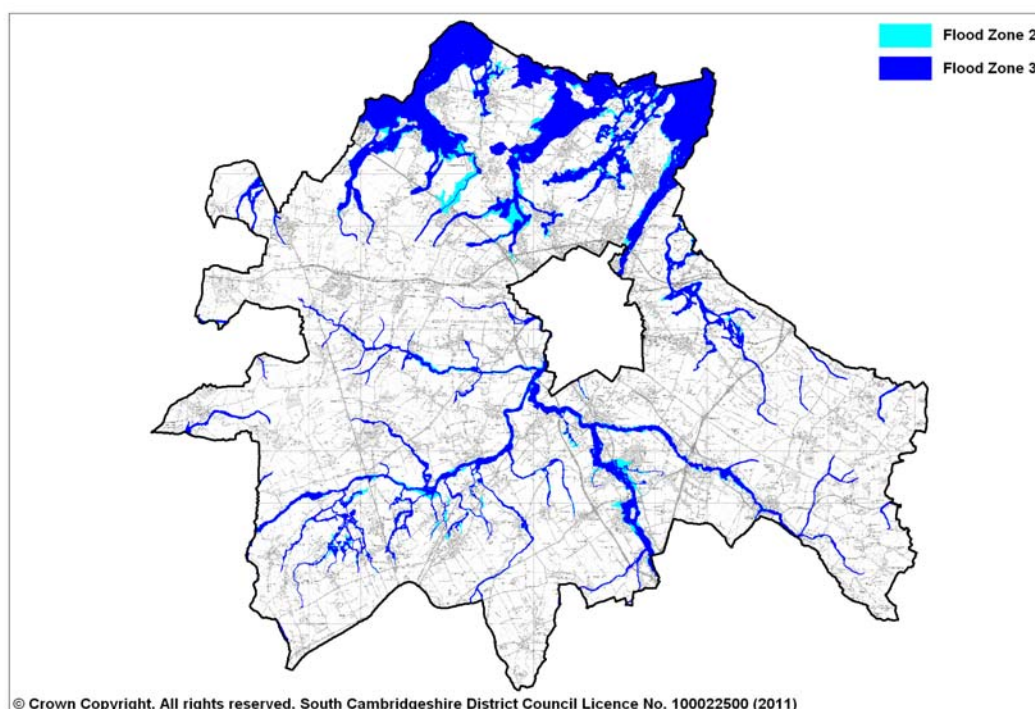 Flood Zone 2
Flood Zone 3
© Crown Copyright. All rights reserved. South Cambridgeshire District Council Licence No. 100022500 (2011)